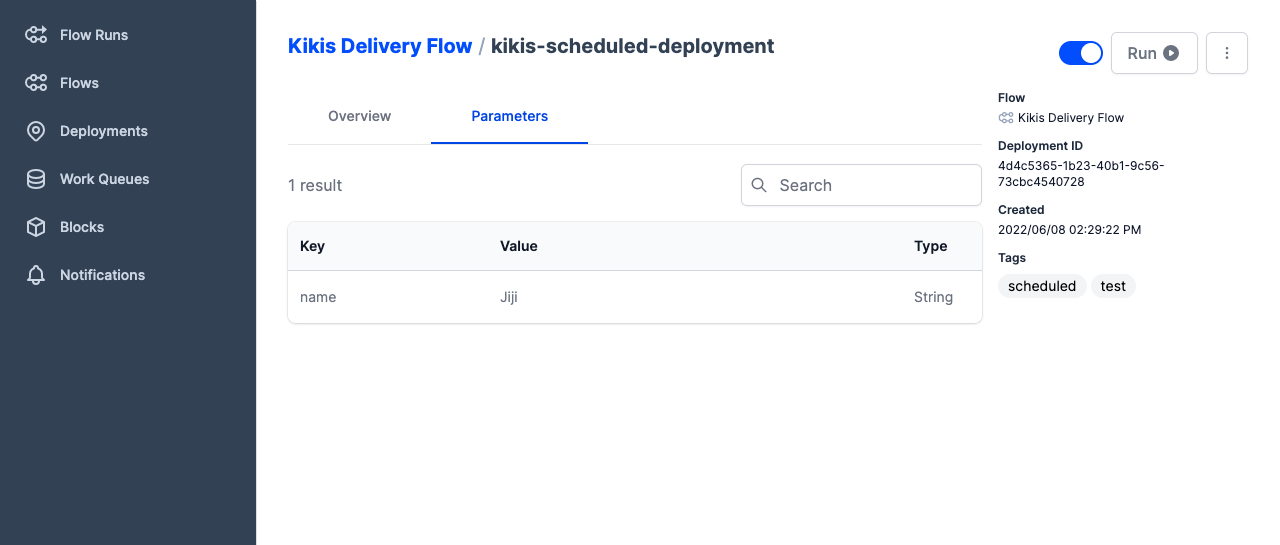 Flow Runs
Flows
Deployments
Work Queues
Blocks
Notifications
Kikis Delivery Flow / kikis-scheduled-deployment
Run
Overview Parameters
1 result
Search
Key Value Type
name Jiji String
Flow
Kikis Delivery Flow
Deployment ID
4d4c5365-1b23-40b1-9c56-
73cbc4540728
Created
2022/06/08 02:29:22 PM
Tags
scheduled test